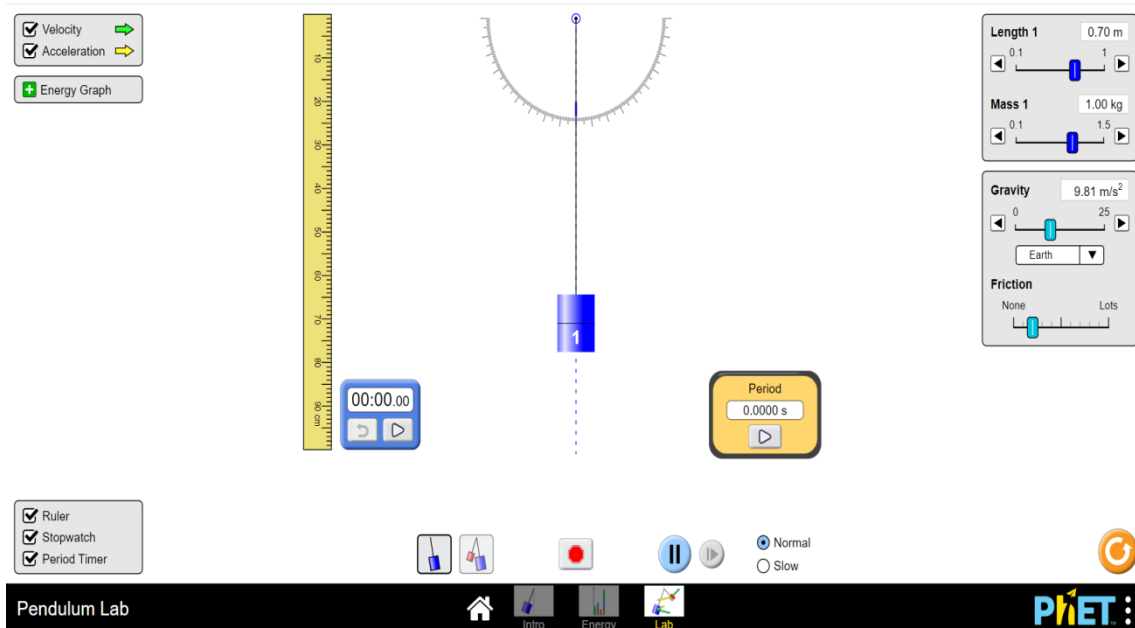 Velocity
Acceleration
Energy Graph
10
20
30
40
50
60
70
80
90 cm
1
00:00.00
Period
0.0000 s
Length 1 0.70 m
0.1 1
Mass 1 1.00 kg
0.1 1.5
Gravity 9.81 m/s²
0 25
Earth
Friction
None Lots
Ruler
Stopwatch
Period Timer
Normal
Slow
Pendulum Lab
Intro
Energy
Lab
PhET